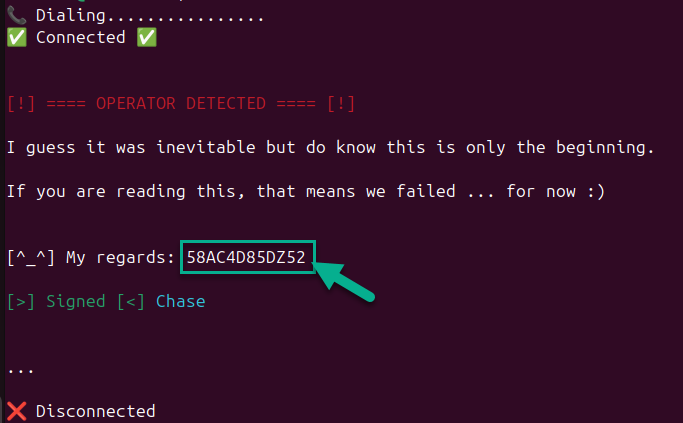 📞 Dialing................
✅ Connected ✅
[!] ==== OPERATOR DETECTED ==== [!]
I guess it was inevitable but do know this is only the beginning.
If you are reading this, that means we failed ... for now :)
[^_^] My regards: 58AC4D85DZ52
[>] Signed [<] Chase
...
❌ Disconnected